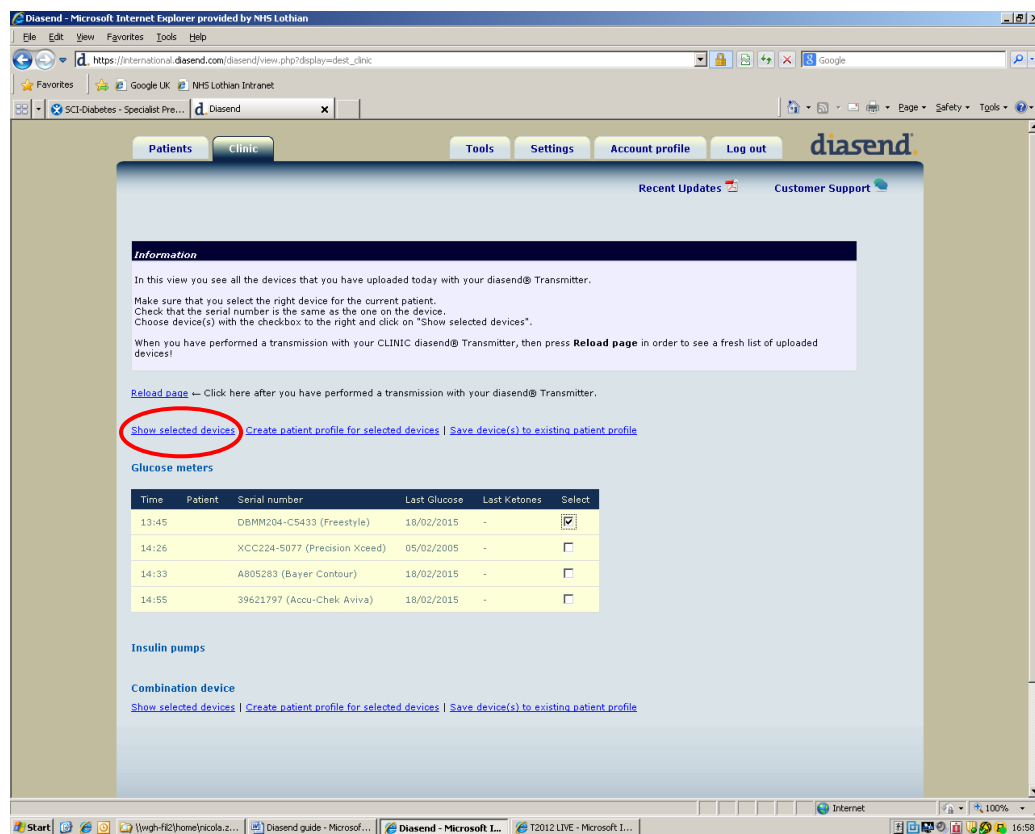 Diasend - Microsoft Internet Explorer provided by NHS Lothian
File Edit View Favorites Tools Help
https://international.diasend.com/diasend/view.php?display=dest_clinic
Google
Favorites Google UK NHS Lothian Intranet
SCI-Diabetes - Specialist Pre... Diasend
Page Safety Tools
Patients Clinic Tools Settings Account profile Log out diasend
Recent Updates Customer Support
Information
In this view you see all the devices that you have uploaded today with your diasend® Transmitter.
Make sure that you select the right device for the current patient.
Check that the serial number is the same as the one on the device.
Choose device(s) with the checkbox to the right and click on "Show selected devices".
When you have performed a transmission with your CLINIC diasend® Transmitter, then press Reload page in order to see a fresh list of uploaded
devices!
Reload page ← Click here after you have performed a transmission with your diasend® Transmitter.
Show selected devices Create patient profile for selected devices | Save device(s) to existing patient profile
Glucose meters
Time Patient Serial number Last Glucose Last Ketones Select
13:45 DBMM204-C5433 (Freestyle) 18/02/2015 -
14:26 XCC224-5077 (Precision Xceed) 05/02/2005 -
14:33 A805283 (Bayer Contour) 18/02/2015 -
14:55 39621797 (Accu-Chek Aviva) 18/02/2015 -
Insulin pumps
Combination device
Show selected devices | Create patient profile for selected devices | Save device(s) to existing patient profile
Internet 100%
Start \\wgh-fil2\home\nicola.z... Diasend guide - Microsof... Diasend - Microsoft I... T2012 LIVE - Microsoft I... 16:58